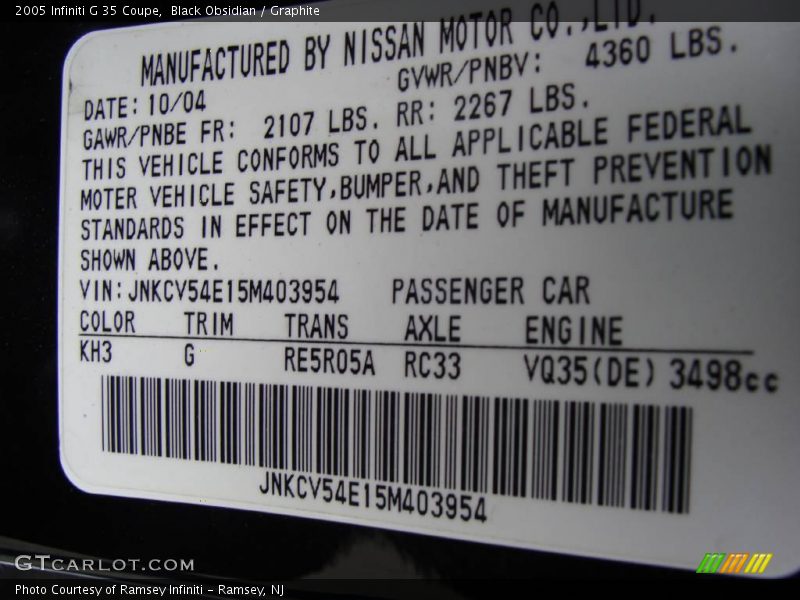 2005 Infiniti G 35 Coupe, Black Obsidian / Graphite
MANUFACTURED BY NISSAN MOTOR CO.,LTD.
DATE:10/04 GVWR/PNBV: 4360 LBS.
GAWR/PNBE FR: 2107 LBS. RR: 2267 LBS.
THIS VEHICLE CONFORMS TO ALL APPLICABLE FEDERAL
MOTER VEHICLE SAFETY,BUMPER,AND THEFT PREVENTION
STANDARDS IN EFFECT ON THE DATE OF MANUFACTURE
SHOWN ABOVE.
VIN:JNKCV54E15M403954 PASSENGER CAR
COLOR TRIM TRANS AXLE ENGINE
KH3 G RE5R05A RC33 VQ35(DE) 3498cc
JNKCV54E15M403954
GTCARLOT.COM
Photo Courtesy of Ramsey Infiniti - Ramsey, NJ